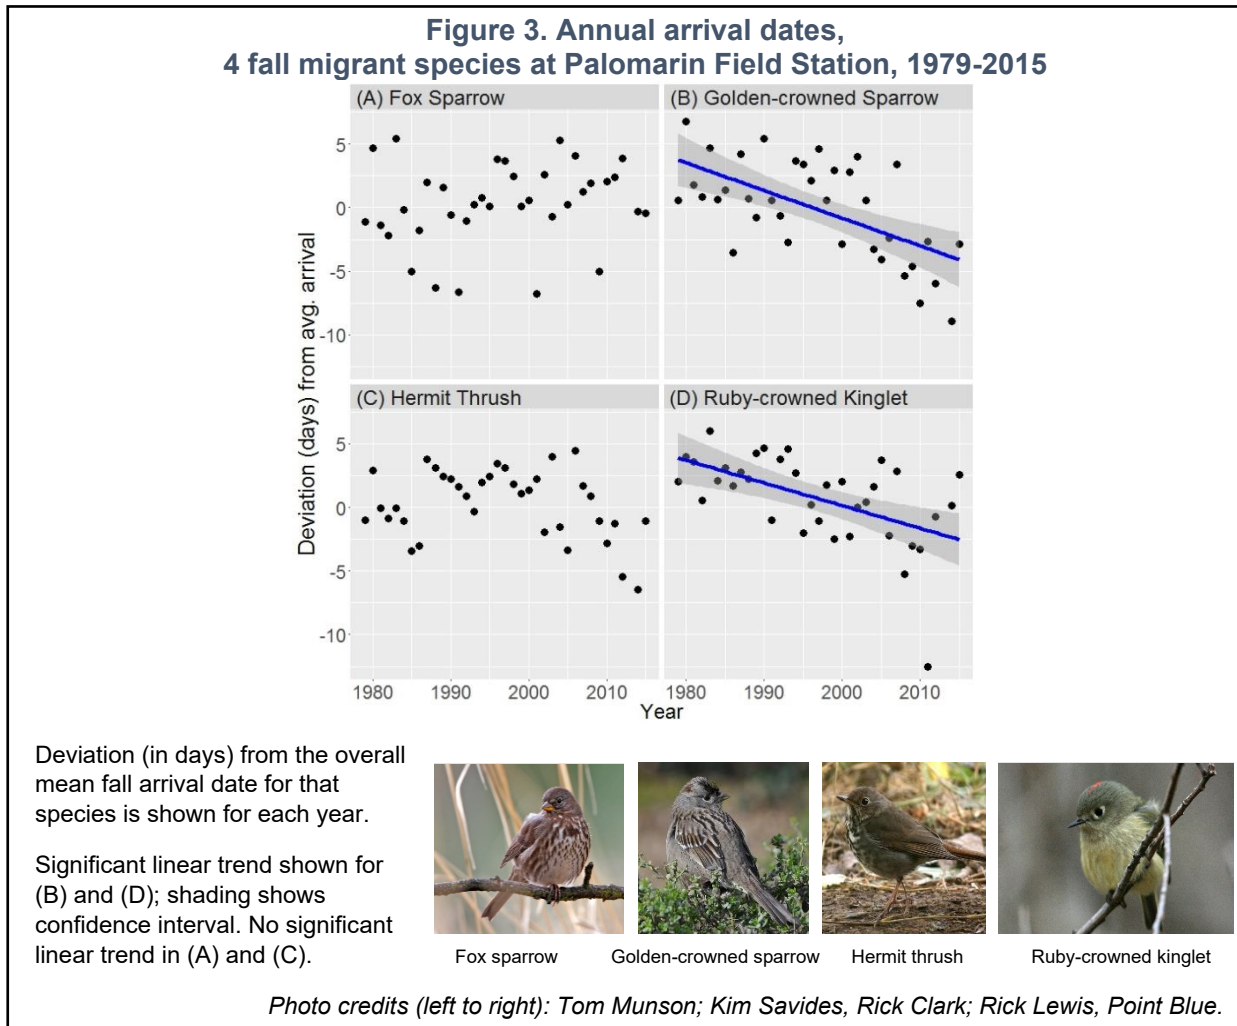 Figure 3. Annual arrival dates,
4 fall migrant species at Palomarin Field Station, 1979-2015
(A) Fox Sparrow
(B) Golden-crowned Sparrow
Deviation (days) from avg. arrival
5
0
-5
-10
(C) Hermit Thrush
(D) Ruby-crowned Kinglet
5
0
-5
-10
1980 1990 2000 2010
1980 1990 2000 2010
Year
Deviation (in days) from the overall
mean fall arrival date for that
species is shown for each year.
Significant linear trend shown for
(B) and (D); shading shows
confidence interval. No significant
linear trend in (A) and (C).
Fox sparrow
Golden-crowned sparrow
Hermit thrush
Ruby-crowned kinglet
Photo credits (left to right): Tom Munson; Kim Savides, Rick Clark; Rick Lewis, Point Blue.